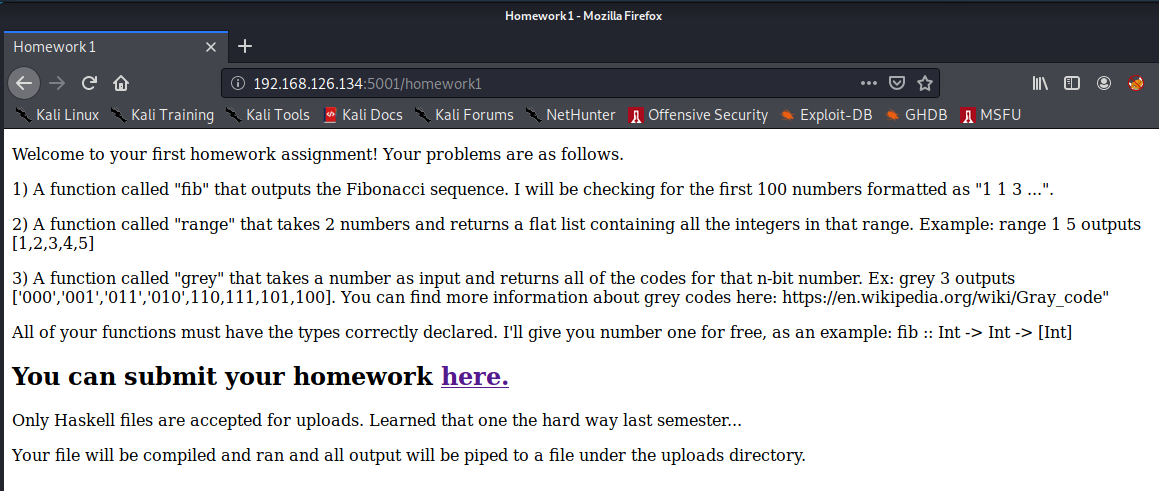 Homework 1 - Mozilla Firefox
Homework 1
192.168.126.134:5001/homework1
Kali Linux Kali Training Kali Tools Kali Docs Kali Forums NetHunter Offensive Security Exploit-DB GHDB MSFU
Welcome to your first homework assignment! Your problems are as follows.
1) A function called "fib" that outputs the Fibonacci sequence. I will be checking for the first 100 numbers formatted as "1 1 3 ...".
2) A function called "range" that takes 2 numbers and returns a flat list containing all the integers in that range. Example: range 1 5 outputs
[1,2,3,4,5]
3) A function called "grey" that takes a number as input and returns all of the codes for that n-bit number. Ex: grey 3 outputs
['000','001','011','010',110,111,101,100]. You can find more information about grey codes here: https://en.wikipedia.org/wiki/Gray_code"
All of your functions must have the types correctly declared. I'll give you number one for free, as an example: fib :: Int -> Int -> [Int]
You can submit your homework here.
Only Haskell files are accepted for uploads. Learned that one the hard way last semester...
Your file will be compiled and ran and all output will be piped to a file under the uploads directory.